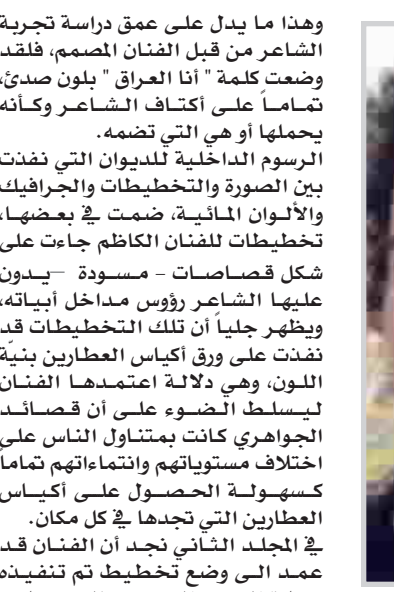 وهذا ما يدل على عمق دراسة تجربة
الشاعر من قبل الفنان المصمم، فلقد
وضعت كلمة " أنا العراق " بلون صدئ،
تماماً على أكتاف الشاعر وكأنه
يحملها أو هي التي تضمه.
الرسوم الداخلية للديوان التي نفذت
بين الصورة والتخطيطات والجرافيك
والألوان المائية، ضمت في بعضها،
تخطيطات للفنان الكاظم جاءت على
شكل قصاصات - مسودة – يدون
عليها الشاعر رؤوس مداخل أبياته،
ويظهر جلياً أن تلك التخطيطات قد
نفذت على ورق أكياس العطارين بنيّة
اللون، وهي دلالة اعتمدها الفنان
ليسلط الضوء على أن قصائد
الجواهري كانت بمتناول الناس على
اختلاف مستوياتهم وانتماءاتهم تماماً
كسهولة الحصول على أكياس
العطارين التي تجدها في كل مكان.
في المجلد الثاني نجد أن الفنان قد
عمد الى وضع تخطيط تم تنفيذه